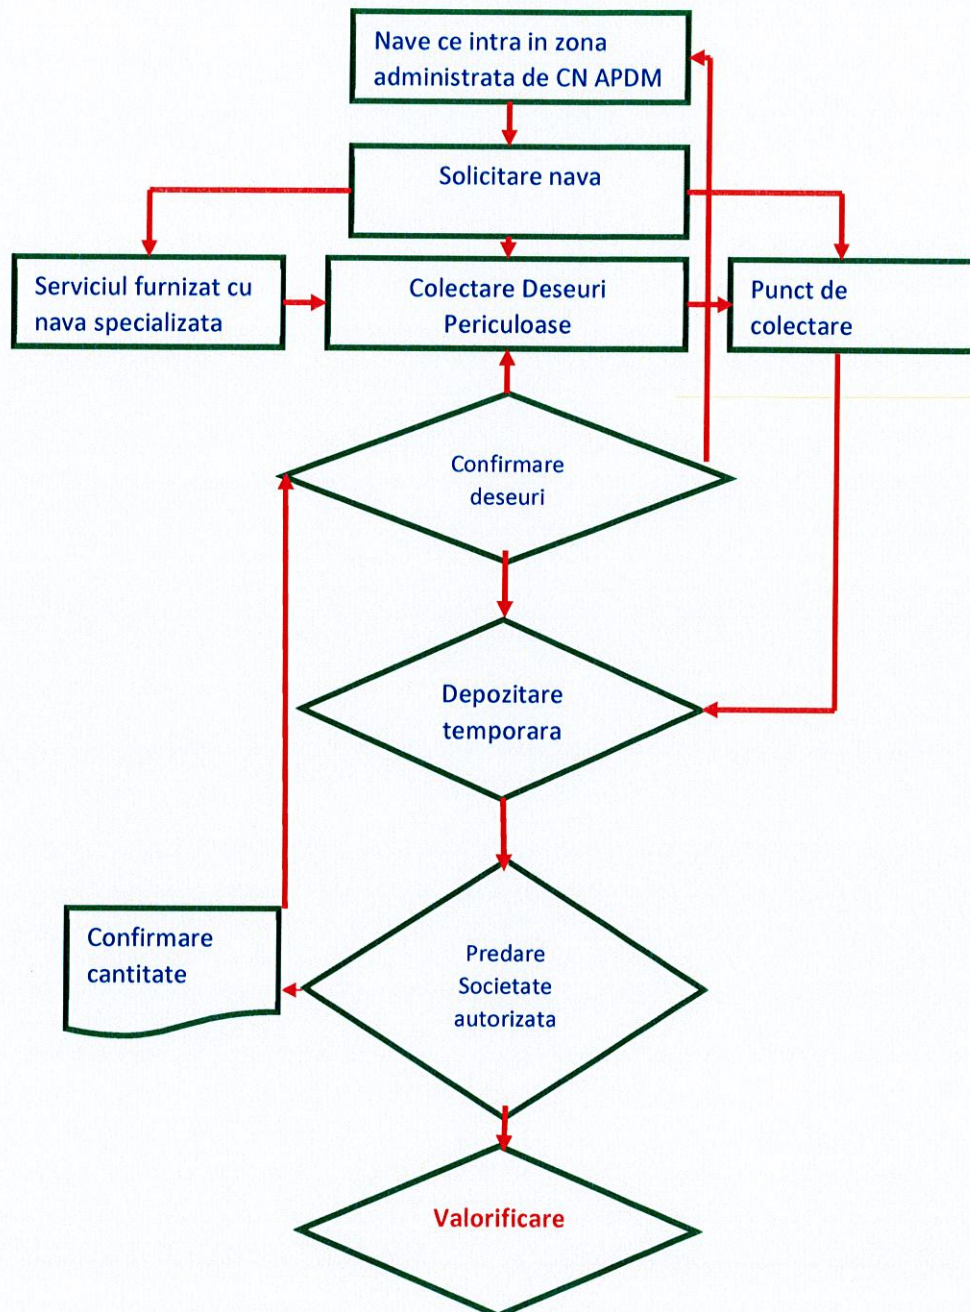 Nave ce intra in zona
administrata de CN APDM
Solicitare nava
Serviciul furnizat cu
nava specializata
Colectare Deseuri
Periculoase
Punct de
colectare
Confirmare
deseuri
Depozitare
temporara
Confirmare
cantitate
Predare
Societate
autorizata
Valorificare